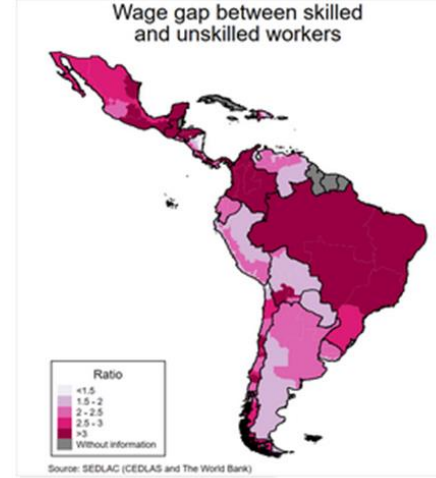 Wage gap between skilled
and unskilled workers
Ratio
<1.5
1.5 - 2
2 - 2.5
2.5 - 3
>3
Without information
Source: SEDLAC (CEDLAS and The World Bank)